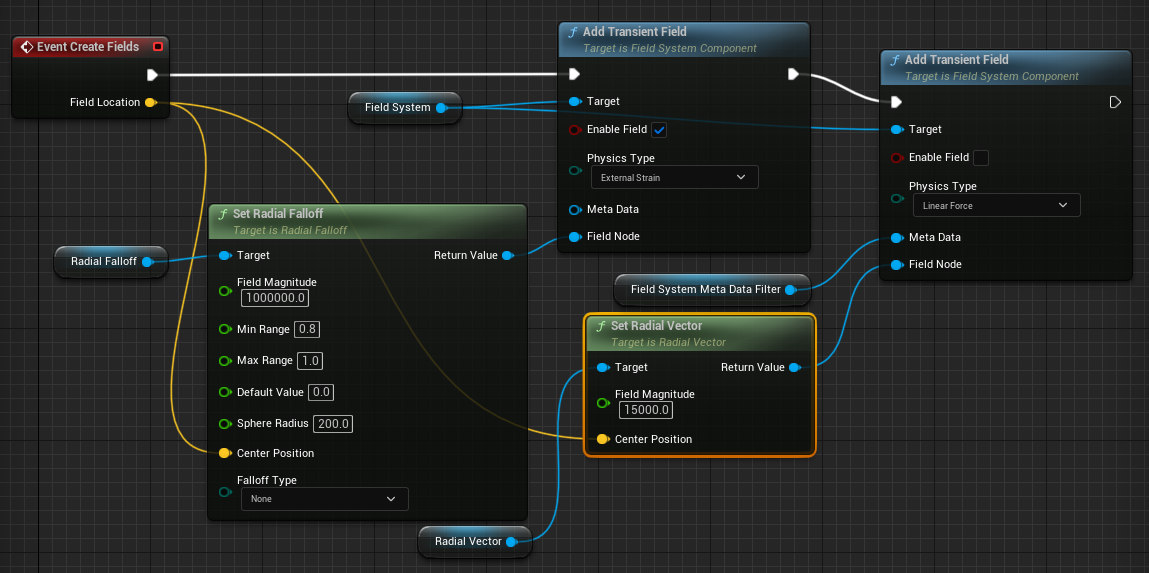 Event Create Fields
Field Location
Field System
f Add Transient Field
Target is Field System Component
Target
Enable Field
Physics Type
External Strain
Meta Data
Field Node
f Add Transient Field
Target is Field System Component
Target
Enable Field
Physics Type
Linear Force
Meta Data
Field Node
Radial Falloff
f Set Radial Falloff
Target is Radial Falloff
Target Return Value
Field Magnitude
1000000.0
Min Range 0.8
Max Range 1.0
Default Value 0.0
Sphere Radius 200.0
Center Position
Falloff Type
None
Field System Meta Data Filter
f Set Radial Vector
Target is Radial Vector
Target Return Value
Field Magnitude
15000.0
Center Position
Radial Vector